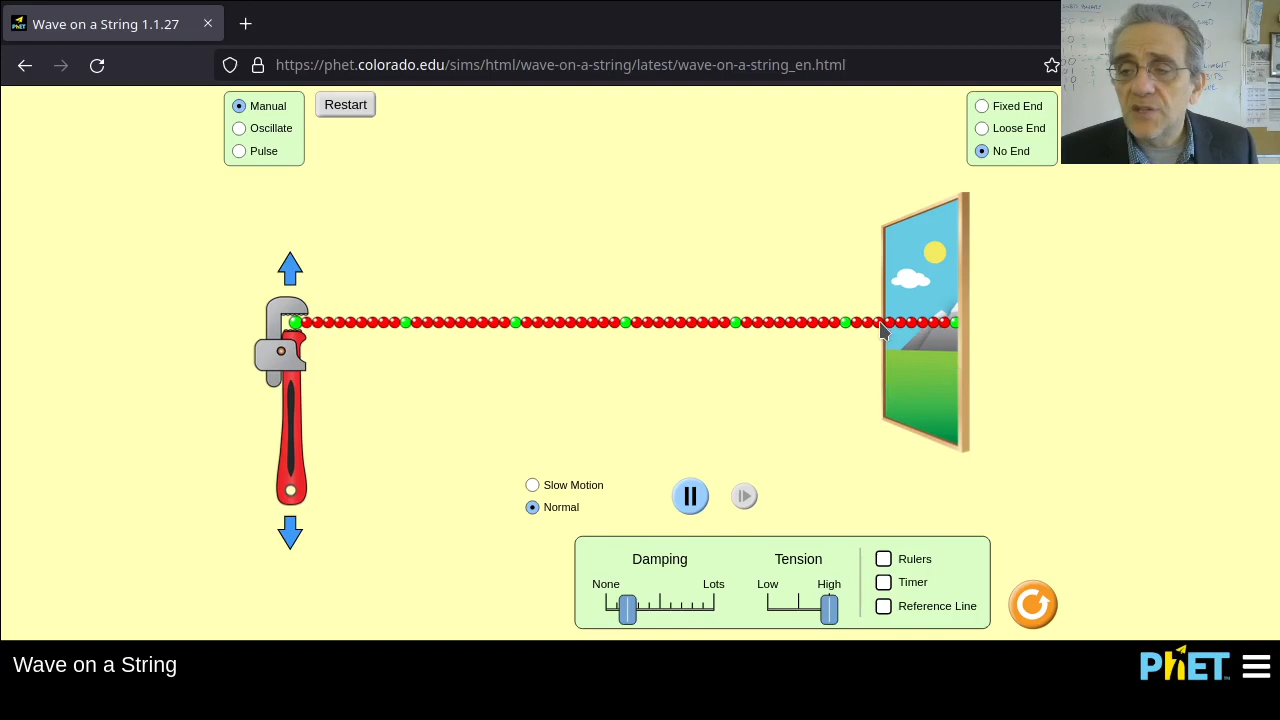 Wave on a String 1.1.27
https://phet.colorado.edu/sims/html/wave-on-a-string/latest/wave-on-a-string_en.html
Manual
Oscillate
Pulse
Restart
Fixed End
Loose End
No End
Slow Motion
Normal
Damping
None
Lots
Tension
Low
High
Rulers
Timer
Reference Line
Wave on a String
PhET